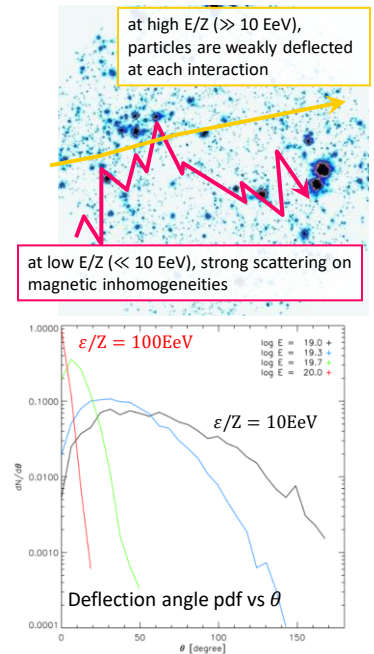 at high E/Z (≫ 10 EeV),
particles are weakly deflected
at each interaction
at low E/Z (≪ 10 EeV), strong scattering on
magnetic inhomogeneities
1.0000
0.1000
0.0100
0.0010
0.0001
dN/dθ
ε/Z = 100EeV
log E = 19.0 +
log E = 19.3 +
log E = 19.7 +
log E = 20.0 +
ε/Z = 10EeV
Deflection angle pdf vs θ
0 50 100 150
θ [degree]